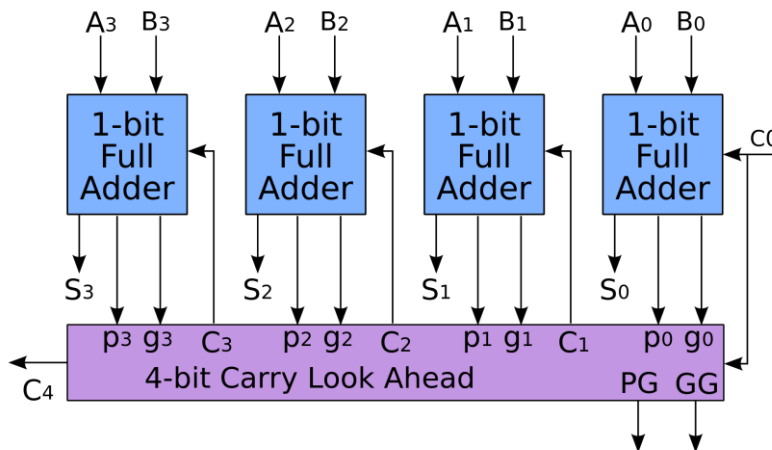 A3 B3 A2 B2 A1 B1 A0 B0
1-bit Full Adder
1-bit Full Adder
1-bit Full Adder
1-bit Full Adder
C0
S3 S2 S1 S0
p3 g3 C3 p2 g2 C2 p1 g1 C1 p0 g0
C4
4-bit Carry Look Ahead
PG GG